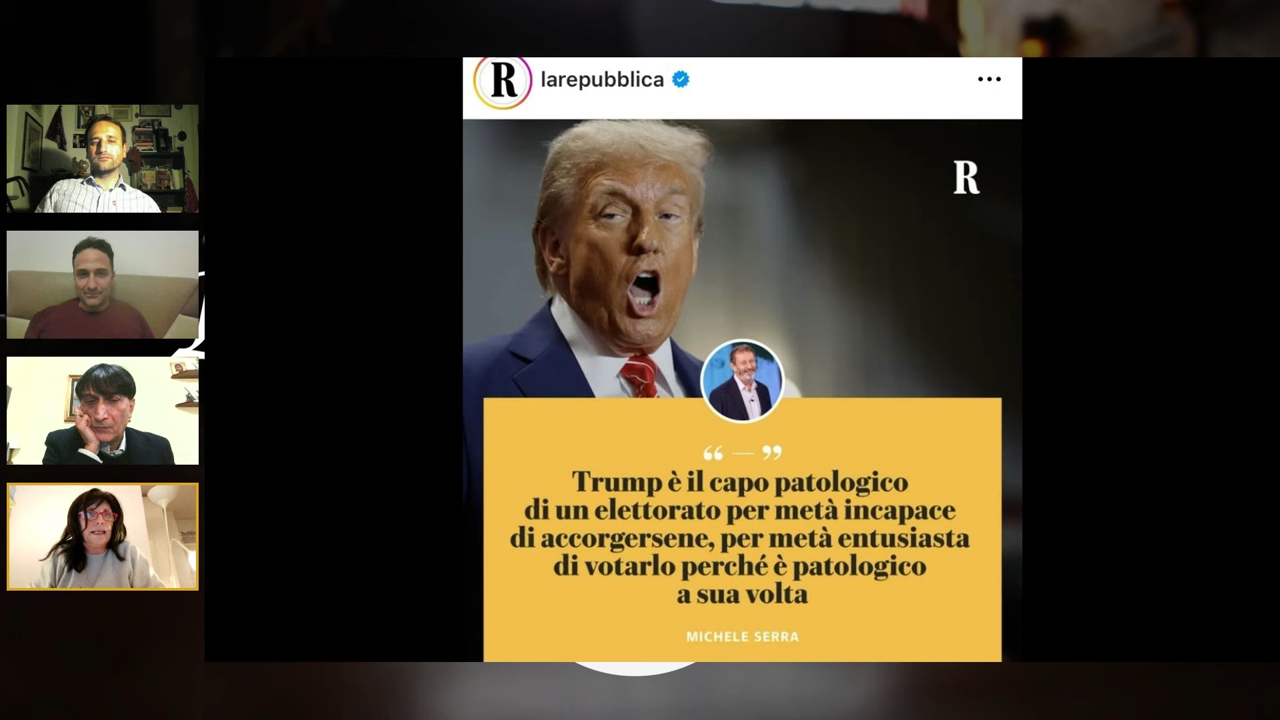 R
larepubblica
R
“ — ”
Trump è il capo patologico
di un elettorato per metà incapace
di accorgersene, per metà entusiasta
di votarlo perché è patologico
a sua volta
MICHELE SERRA